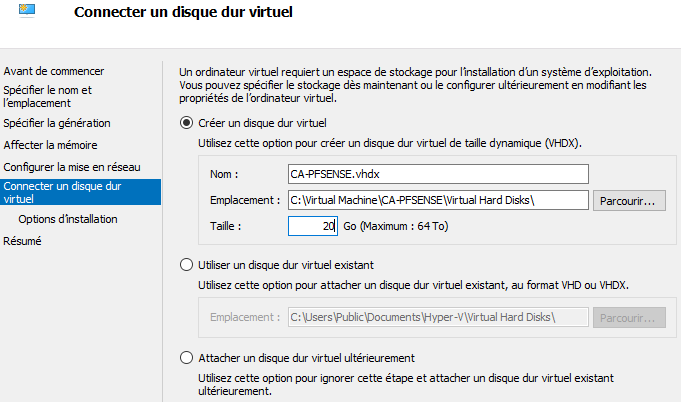 Connecter un disque dur virtuel
Avant de commencer
Spécifier le nom et
l'emplacement
Spécifier la génération
Affecter la mémoire
Configurer la mise en réseau
Connecter un disque dur
virtuel
Options d'installation
Résumé
Un ordinateur virtuel requiert un espace de stockage pour l'installation d'un système d'exploitation.
Vous pouvez spécifier le stockage dès maintenant ou le configurer ultérieurement en modifiant les
propriétés de l'ordinateur virtuel.
Créer un disque dur virtuel
Utilisez cette option pour créer un disque dur virtuel de taille dynamique (VHDX).
Nom : CA-PFSENSE.vhdx
Emplacement : C:\Virtual Machine\CA-PFSENSE\Virtual Hard Disks\ Parcourir...
Taille : 20 Go (Maximum : 64 To)
Utiliser un disque dur virtuel existant
Utilisez cette option pour attacher un disque dur virtuel existant, au format VHD ou VHDX.
Emplacement : C:\Users\Public\Documents\Hyper-V\Virtual Hard Disks\ Parcourir...
Attacher un disque dur virtuel ultérieurement
Utilisez cette option pour ignorer cette étape et attacher un disque dur virtuel existant
ultérieurement.